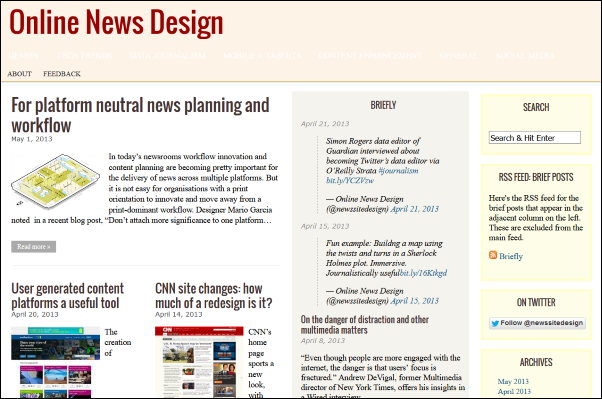 Online News Design
ABOUT FEEDBACK
For platform neutral news planning and
workflow
May 1, 2013
In today's newsrooms workflow innovation and
content planning are becoming pretty important for
the delivery of news across multiple platforms. But
it is not easy for organisations with a print
orientation to innovate and move away from a
print-dominant workflow. Designer Mario Garcia
noted in a recent blog post, "Don't attach more significance to one platform…
Read more »
User generated content
platforms a useful tool
April 20, 2013
The
creation
of
CNN site changes: how
much of a redesign is it?
April 14, 2013
CNN
CNN's
home
page
sports a
new
look,
with
BRIEFLY
April 21, 2013
Simon Rogers data editor of
Guardian interviewed about
becoming Twitter's data editor via
O'Reilly Strata #journalism
bit.ly/YCZVzw
— Online News Design
(@newssitedesign) April 21, 2013
April 15, 2013
Fun example: Buildng a map using
the twists and turns in a Sherlock
Holmes plot. Immersive.
Journalistically usefulbit.ly/16Ktkgd
— Online News Design
(@newssitedesign) April 15, 2013
On the danger of distraction and other
multimedia matters
April 8, 2013
"Even though people are more engaged with the
internet, the danger is that users' focus is
fractured." Andrew DeVigal, former Multimedia
director of New York Times, offers his insights in
a Wired interview
SEARCH
Search & Hit Enter
RSS FEED: BRIEF POSTS
Here's the RSS feed for the
brief posts that appear in the
adjacent column on the left.
These are excluded from the
main feed.
Briefly
ON TWITTER
Follow @newssitedesign
ARCHIVES
May 2013
April 2013